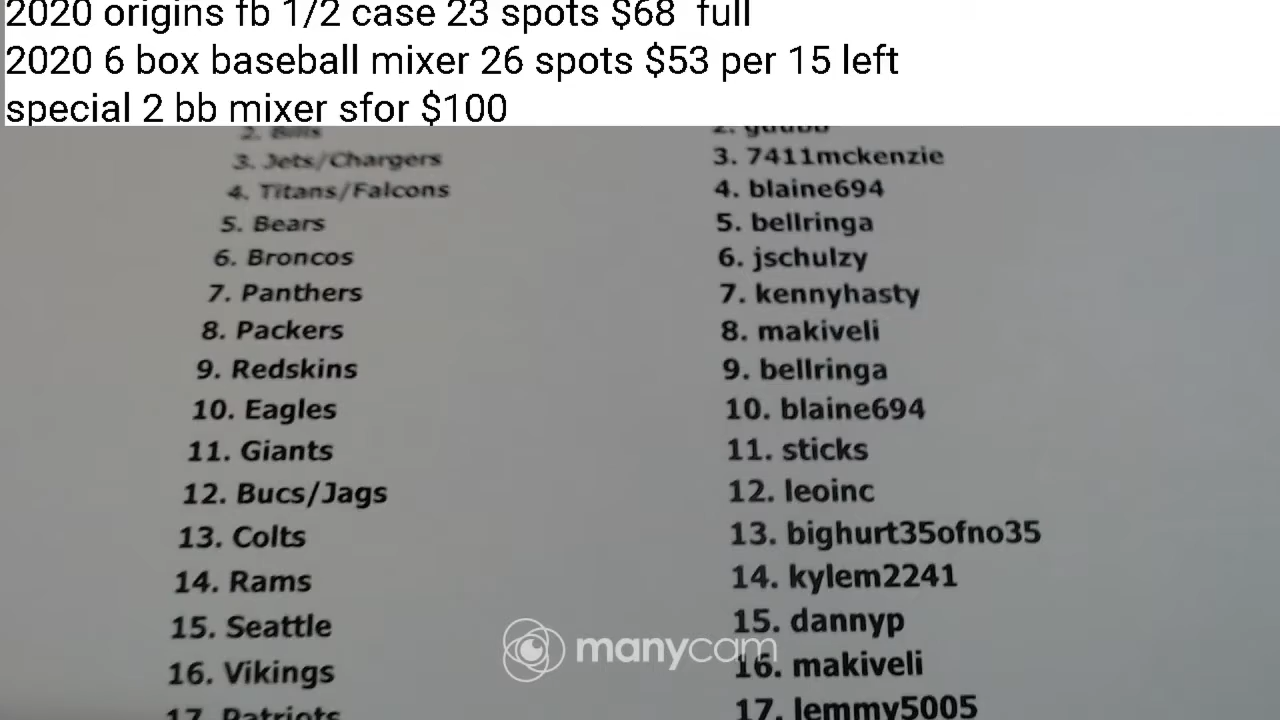 2020 origins fb 1/2 case 23 spots $68 full
2020 6 box baseball mixer 26 spots $53 per 15 left
special 2 bb mixer sfor $100
2. Bills
3. Jets/Chargers
4. Titans/Falcons
5. Bears
6. Broncos
7. Panthers
8. Packers
9. Redskins
10. Eagles
11. Giants
12. Bucs/Jags
13. Colts
14. Rams
15. Seattle
16. Vikings
17. Patriots
2.
3. 7411mckenzie
4. blaine694
5. bellringa
6. jschulzy
7. kennyhasty
8. makiveli
9. bellringa
10. blaine694
11. sticks
12. leoinc
13. bighurt35ofno35
14. kylem2241
15. dannyp
16. makiveli
17. lemmy5005
manycam